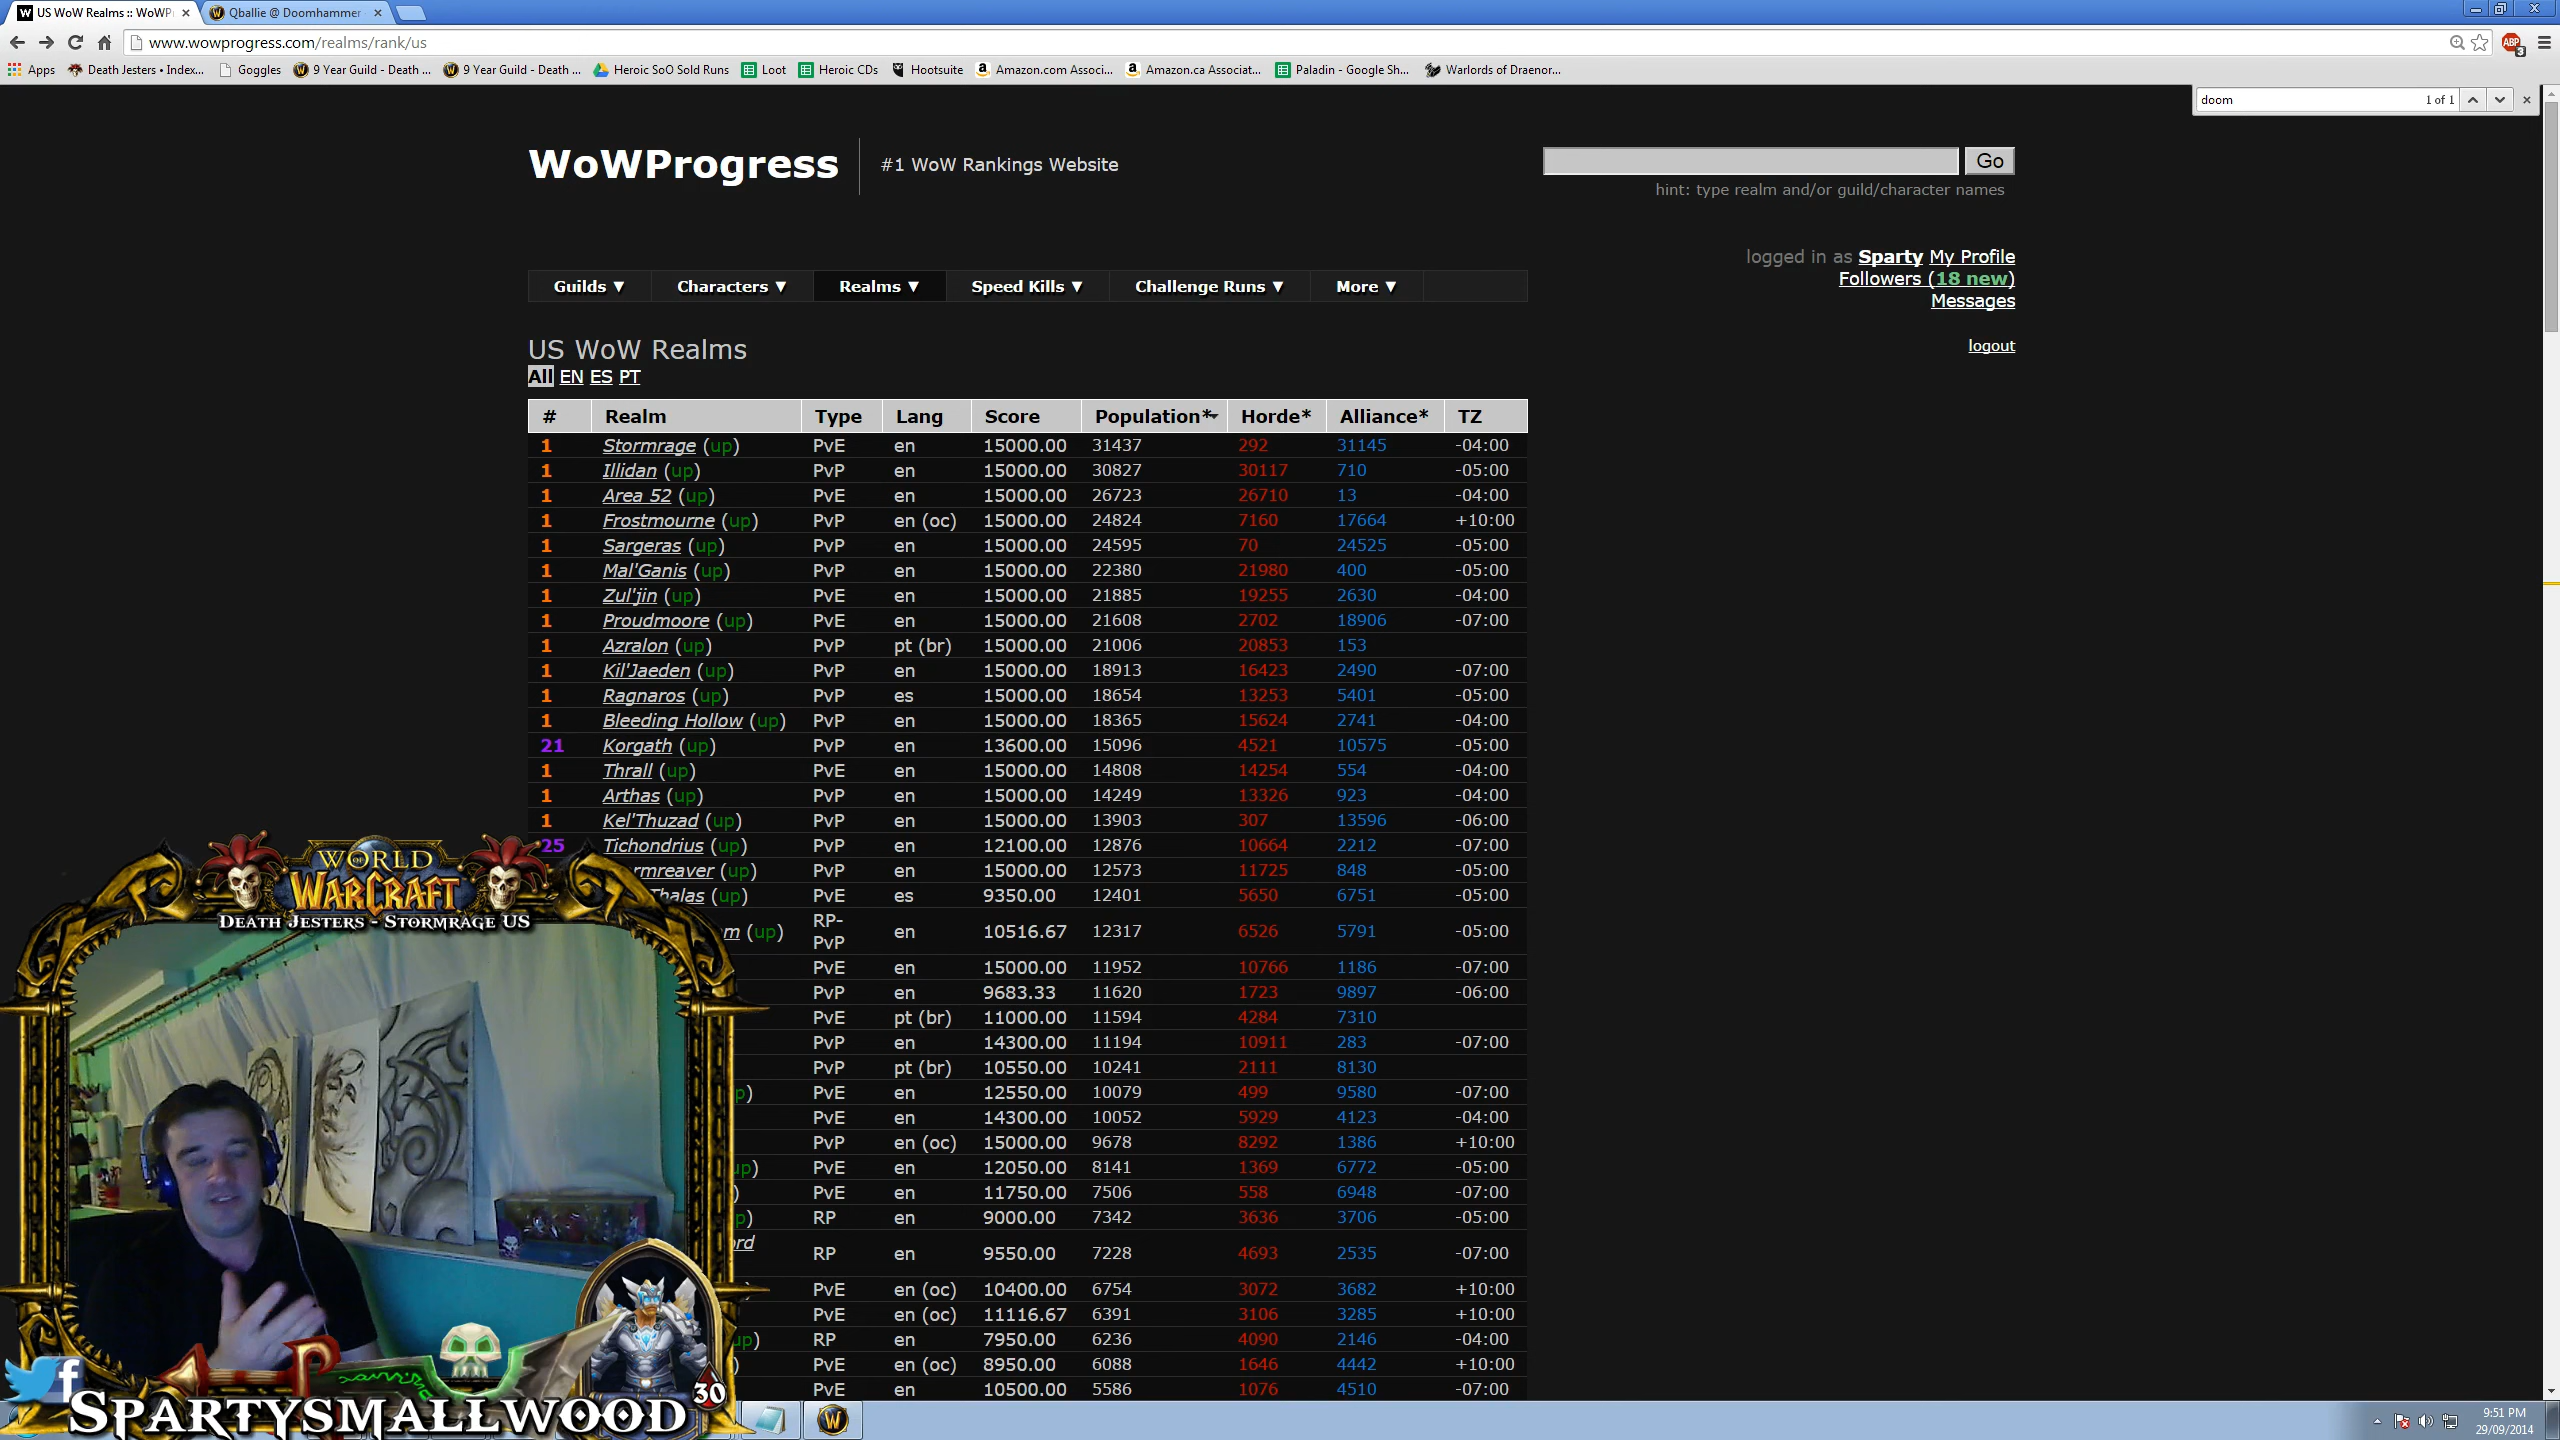 US WoW Realms :: WoWPr
Qballie @ Doomhammer
www.wowprogress.com/realms/rank/us
Apps Death Jesters • Index... Goggles 9 Year Guild - Death ... 9 Year Guild - Death ... Heroic SoO Sold Runs Loot Heroic CDs Hootsuite Amazon.com Associ... Amazon.ca Associat... Paladin - Google Sh... Warlords of Draenor...
doom 1 of 1
WoWProgress #1 WoW Rankings Website
Go
hint: type realm and/or guild/character names
logged in as Sparty My Profile
Followers (18 new)
Messages
logout
Guilds ▼ Characters ▼ Realms ▼ Speed Kills ▼ Challenge Runs ▼ More ▼
US WoW Realms
All EN ES PT
# Realm Type Lang Score Population* Horde* Alliance* TZ
1 Stormrage (up) PvE en 15000.00 31437 292 31145 -04:00
1 Illidan (up) PvP en 15000.00 30827 30117 710 -05:00
1 Area 52 (up) PvE en 15000.00 26723 26710 13 -04:00
1 Frostmourne (up) PvP en (oc) 15000.00 24824 7160 17664 +10:00
1 Sargeras (up) PvP en 15000.00 24595 70 24525 -05:00
1 Mal'Ganis (up) PvP en 15000.00 22380 21980 400 -05:00
1 Zul'jin (up) PvE en 15000.00 21885 19255 2630 -04:00
1 Proudmoore (up) PvE en 15000.00 21608 2702 18906 -07:00
1 Azralon (up) PvP pt (br) 15000.00 21006 20853 153
1 Kil'Jaeden (up) PvP en 15000.00 18913 16423 2490 -07:00
1 Ragnaros (up) PvP es 15000.00 18654 13253 5401 -05:00
1 Bleeding Hollow (up) PvP en 15000.00 18365 15624 2741 -04:00
21 Korgath (up) PvP en 13600.00 15096 4521 10575 -05:00
1 Thrall (up) PvE en 15000.00 14808 14254 554 -04:00
1 Arthas (up) PvP en 15000.00 14249 13326 923 -04:00
1 Kel'Thuzad (up) PvP en 15000.00 13903 307 13596 -06:00
25 Tichondrius (up) PvP en 12100.00 12876 10664 2212 -07:00
rmreaver (up) PvP en 15000.00 12573 11725 848 -05:00
Thalas (up) PvE es 9350.00 12401 5650 6751 -05:00
m (up) RP-PvP en 10516.67 12317 6526 5791 -05:00
PvE en 15000.00 11952 10766 1186 -07:00
PvP en 9683.33 11620 1723 9897 -06:00
PvE pt (br) 11000.00 11594 4284 7310
PvP en 14300.00 11194 10911 283 -07:00
PvP pt (br) 10550.00 10241 2111 8130
p) PvE en 12550.00 10079 499 9580 -07:00
PvE en 14300.00 10052 5929 4123 -04:00
PvP en (oc) 15000.00 9678 8292 1386 +10:00
up) PvE en 12050.00 8141 1369 6772 -05:00
) PvE en 11750.00 7506 558 6948 -07:00
p) RP en 9000.00 7342 3636 3706 -05:00
ord RP en 9550.00 7228 4693 2535 -07:00
PvE en (oc) 10400.00 6754 3072 3682 +10:00
PvE en (oc) 11116.67 6391 3106 3285 +10:00
up) RP en 7950.00 6236 4090 2146 -04:00
) PvE en (oc) 8950.00 6088 1646 4442 +10:00
PvE en 10500.00 5586 1076 4510 -07:00
WORLD OF WARCRAFT
DEATH JESTERS - STORMRAGE US
30
SPARTYSMALLWOOD
9:51 PM
29/09/2014